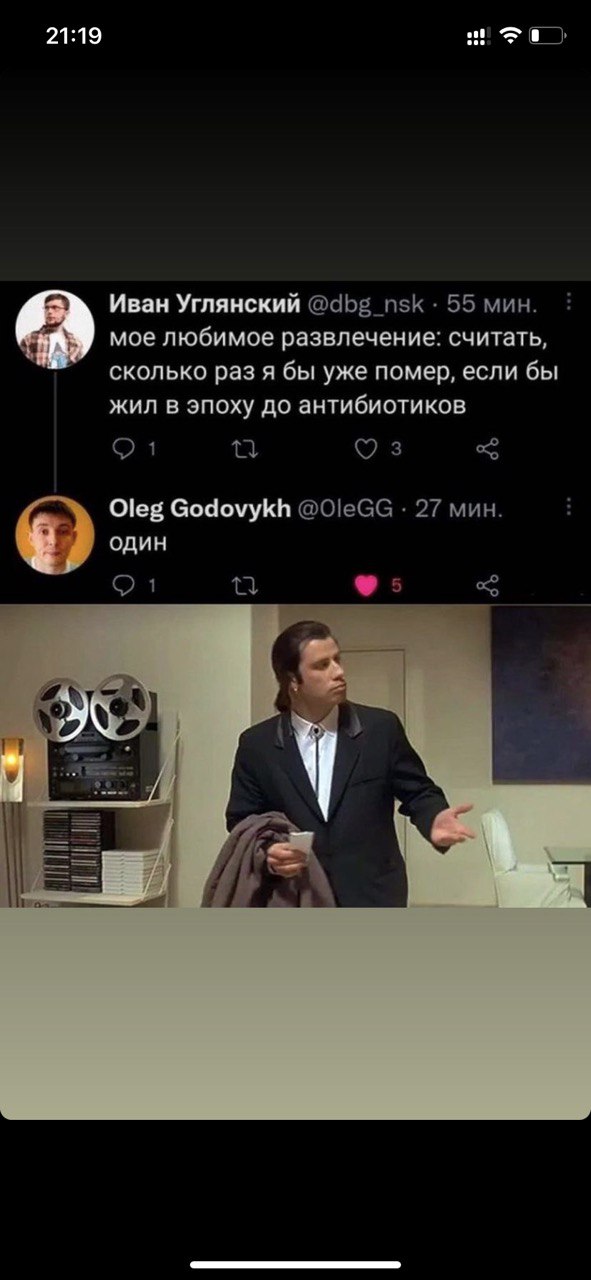 21:19
Иван Углянский @dbg_nsk · 55 мин.
мое любимое развлечение: считать,
сколько раз я бы уже помер, если бы
жил в эпоху до антибиотиков
1 3
Oleg Godovykh @OleGG · 27 мин.
один
1 5